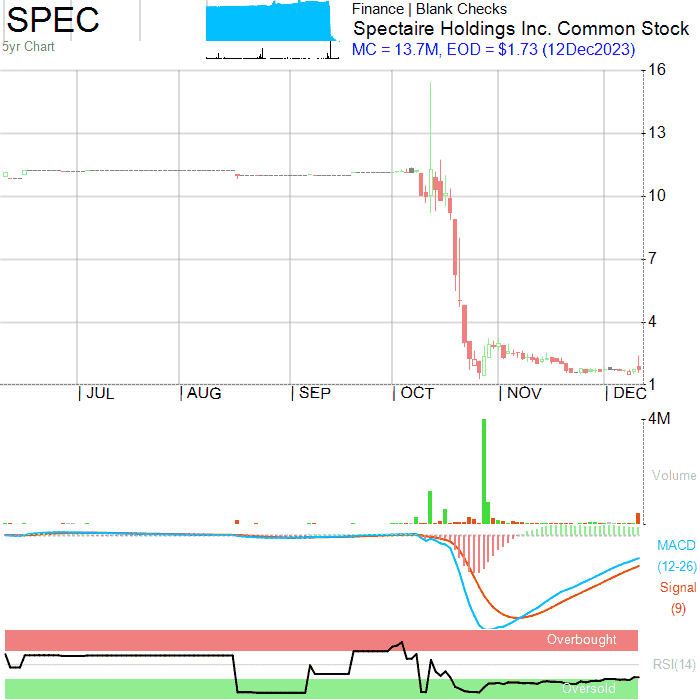 SPEC
5yr Chart
Finance | Blank Checks
Spectaire Holdings Inc. Common Stock
MC = 13.7M, EOD = $1.73 (12Dec2023)
16
13
10
7
4
1
| JUL | AUG | SEP | OCT | NOV | DEC
4M
Volume
MACD
(12-26)
Signal
(9)
Overbought
RSI(14)
Oversold